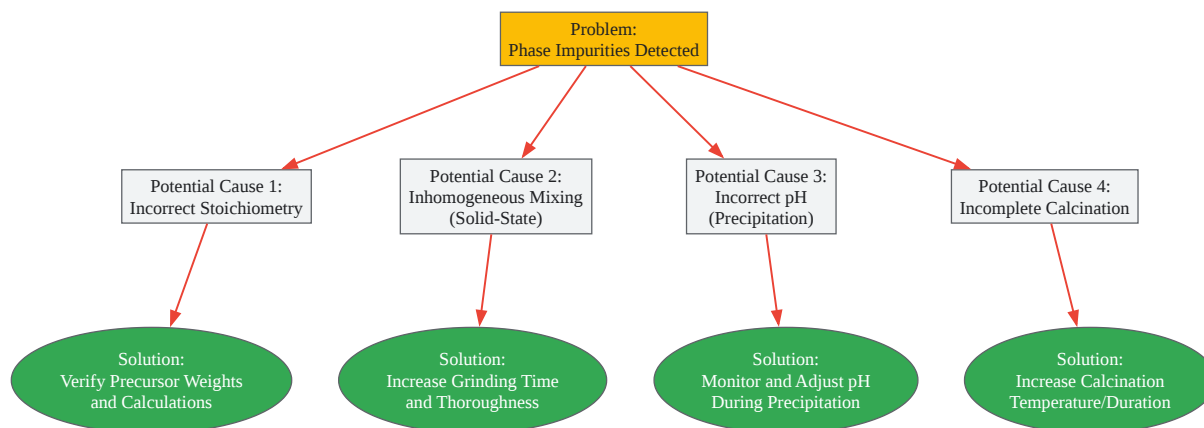 Problem:
Phase Impurities Detected
Potential Cause 1:
Incorrect Stoichiometry
Potential Cause 2:
Inhomogeneous Mixing
(Solid-State)
Potential Cause 3:
Incorrect pH
(Precipitation)
Potential Cause 4:
Incomplete Calcination
Solution:
Verify Precursor Weights
and Calculations
Solution:
Increase Grinding Time
and Thoroughness
Solution:
Monitor and Adjust pH
During Precipitation
Solution:
Increase Calcination
Temperature/Duration